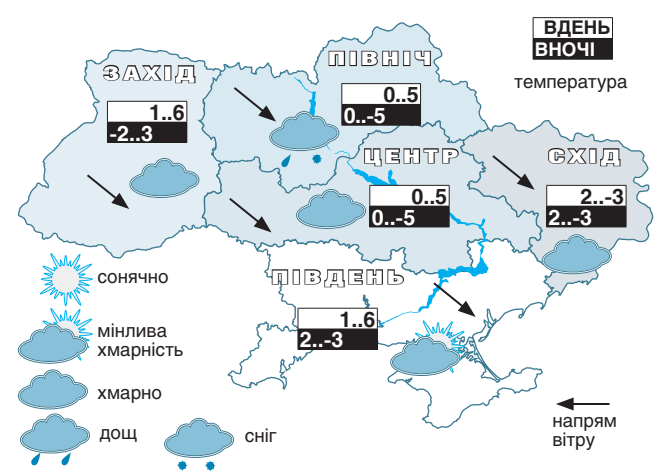 ВДЕНЬ
ВНОЧІ
температура
ПІВНІЧ
0..5
0..-5
ЗАХІД
1..6
-2..3
ЦЕНТР
0..5
0..-5
СХІД
2..-3
2..-3
ПІВДЕНЬ
1..6
2..-3
сонячно
мінлива
хмарність
хмарно
дощ
сніг
напрям
вітру